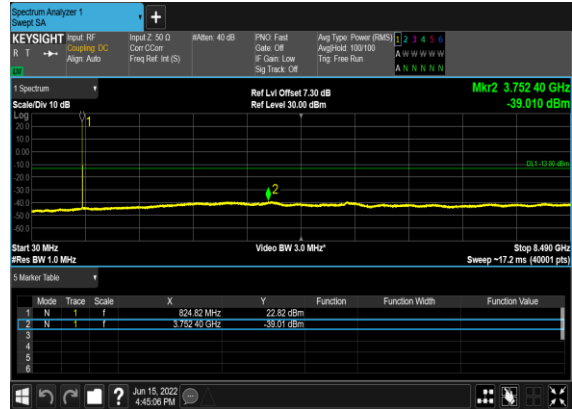 Spectrum Analyzer 1
Swept SA
+
KEYSIGHT Input: RF Input Z: 50 Ω #Atten: 40 dB PNO: Fast Avg Type: Power (RMS) 1 2 3 4 5 6
R T Coupling: DC Corr CCorr Gate: Off Avg|Hold: 100/100 A W W W W W
Align: Auto Freq Ref: Int (S) IF Gain: Low Trig: Free Run
Sig Track: Off A N N N N N
1 Spectrum Ref Lvl Offset 7.30 dB Mkr2 3.752 40 GHz
Scale/Div 10 dB Ref Level 30.00 dBm -39.010 dBm
Log
1
20.0
10.0
0.00
-10.0
DL1 -13.00 dBm
-20.0
-30.0
2
-40.0
-50.0
-60.0
Start 30 MHz Video BW 3.0 MHz* Stop 8.490 GHz
#Res BW 1.0 MHz Sweep ~17.2 ms (40001 pts)
5 Marker Table
Mode Trace Scale X Y Function Function Width Function Value
1 N 1 f 824.82 MHz 22.82 dBm
2 N 1 f 3.752 40 GHz -39.01 dBm
3
4
5
6
? Jun 15, 2022
4:45:06 PM